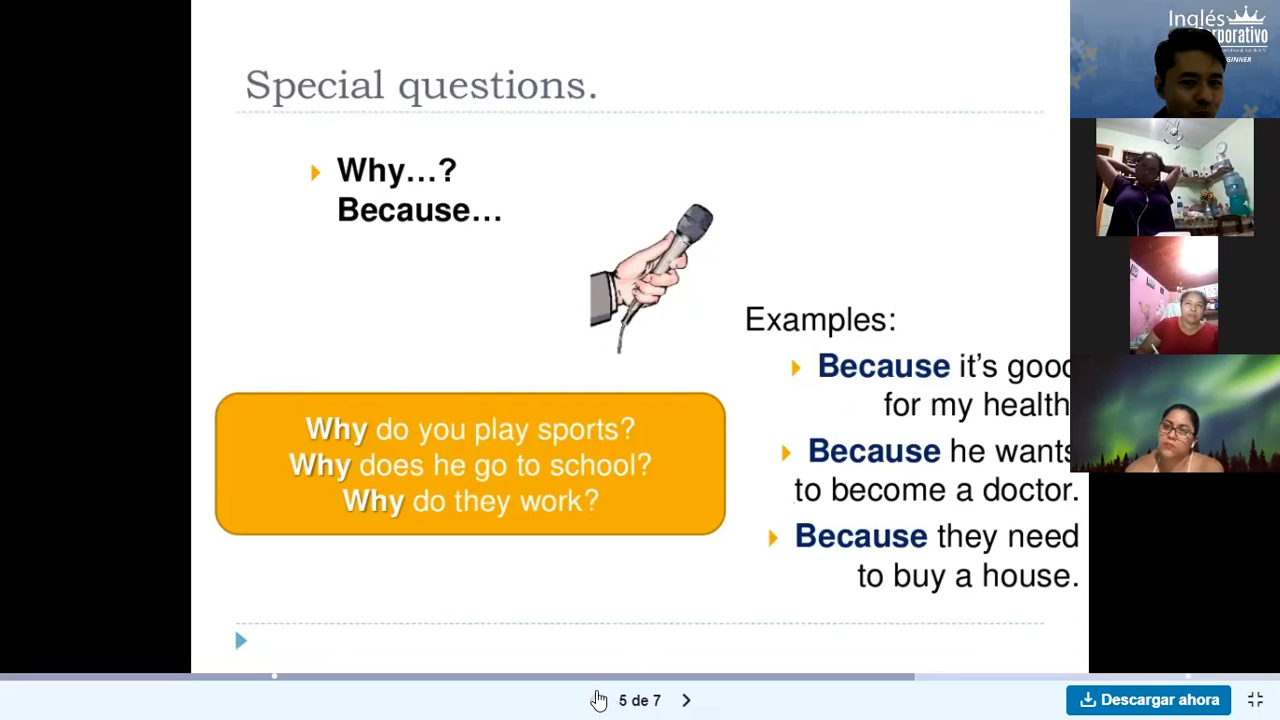 Special questions.
Why...?
Because...
Examples:
Because it's good
for my health
Because he wants
to become a doctor.
Because they need
to buy a house.
Why do you play sports?
Why does he go to school?
Why do they work?
5 de 7
Descargar ahora
Inglés